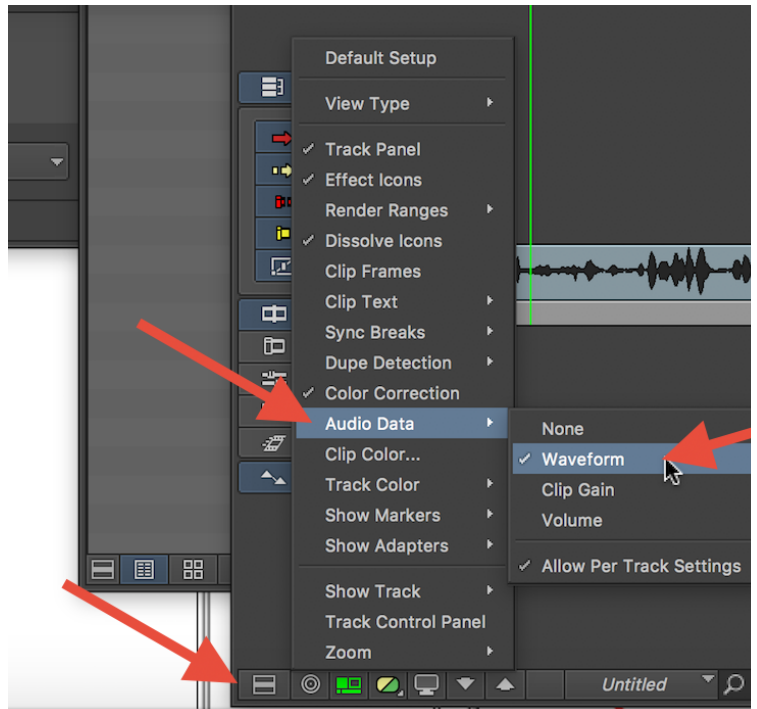 Default Setup
View Type
Track Panel
Effect Icons
Render Ranges
Dissolve Icons
Clip Frames
Clip Text
Sync Breaks
Dupe Detection
Color Correction
Audio Data
Clip Color...
Track Color
Show Markers
Show Adapters
Show Track
Track Control Panel
Zoom
None
Waveform
Clip Gain
Volume
Allow Per Track Settings
Untitled